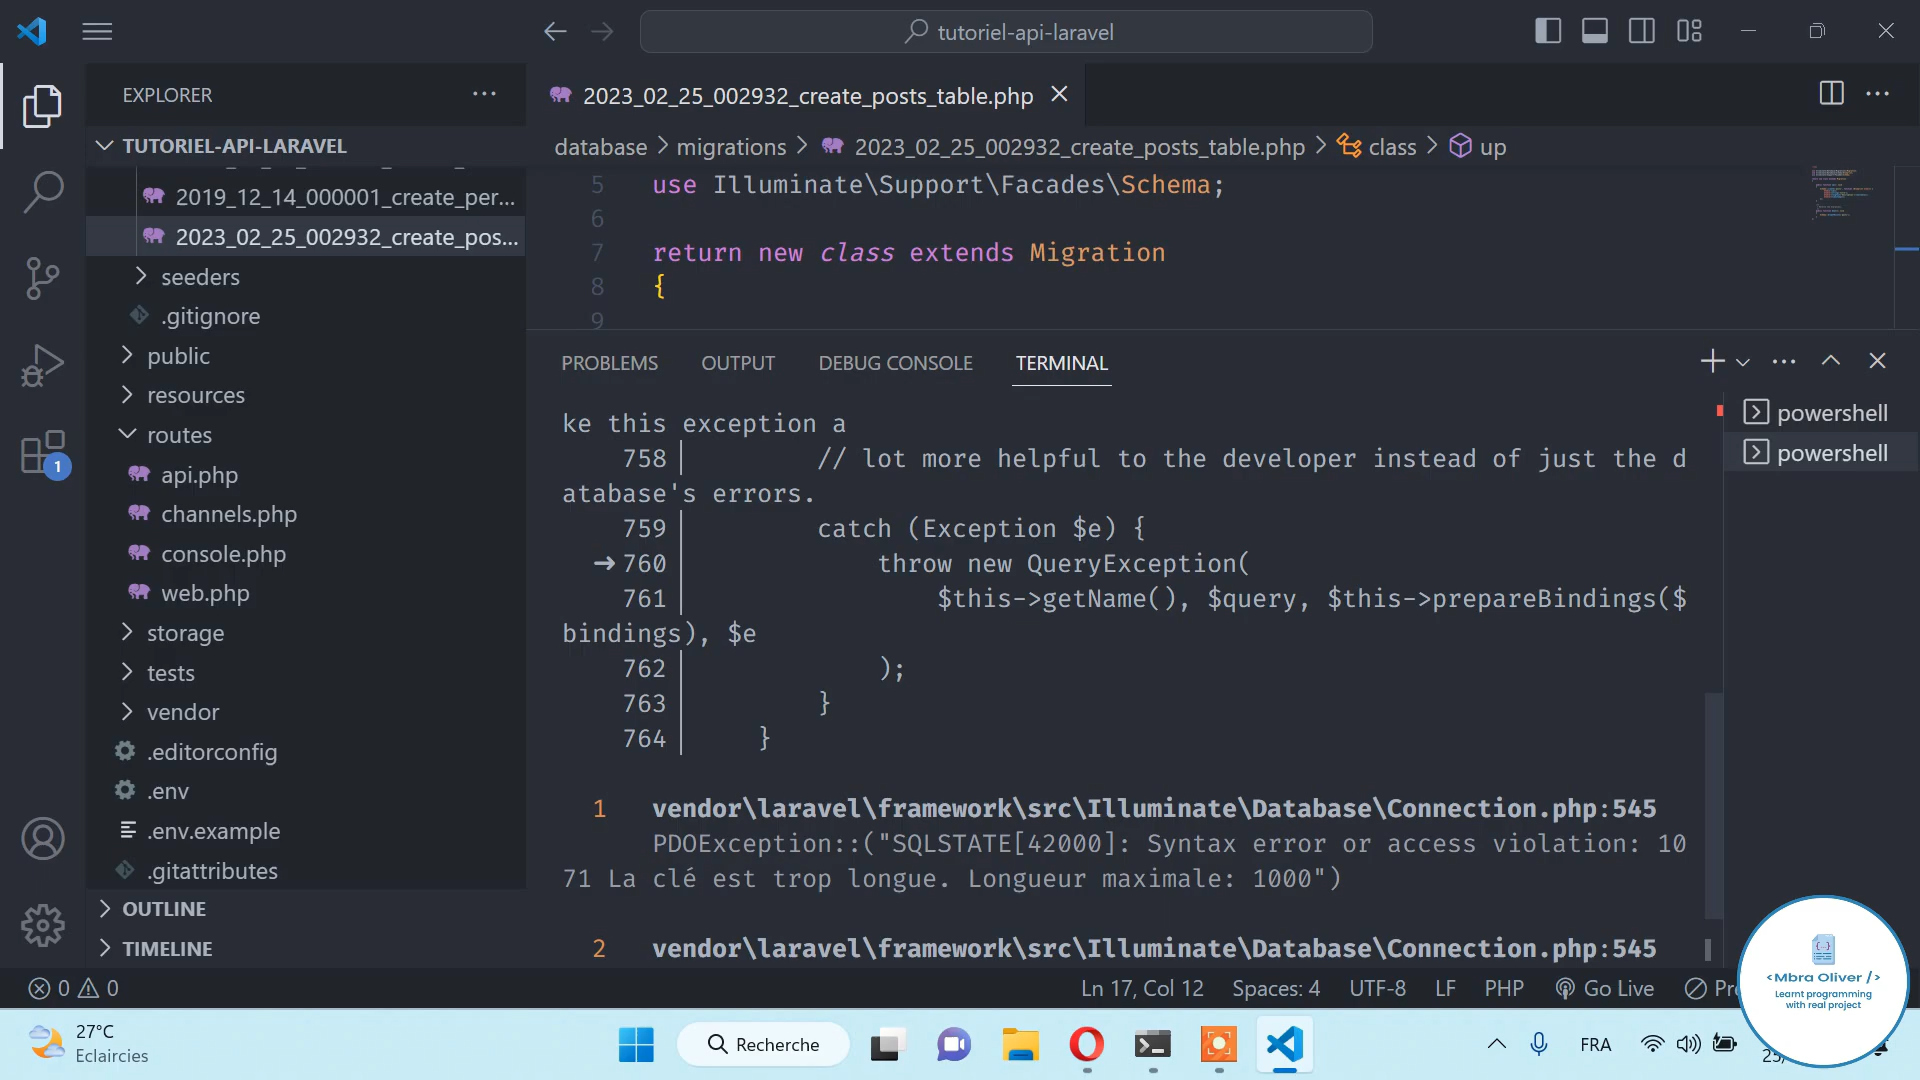 tutoriel-api-laravel
EXPLORER
TUTORIEL-API-LARAVEL
2019_12_14_000001_create_per...
2023_02_25_002932_create_pos...
seeders
.gitignore
public
resources
routes
api.php
channels.php
console.php
web.php
storage
tests
vendor
.editorconfig
.env
.env.example
.gitattributes
OUTLINE
TIMELINE
2023_02_25_002932_create_posts_table.php
database > migrations > 2023_02_25_002932_create_posts_table.php > class > up
5 use Illuminate\Support\Facades\Schema;
6
7 return new class extends Migration
8 {
9
PROBLEMS OUTPUT DEBUG CONSOLE TERMINAL
powershell
powershell
ke this exception a
758 // lot more helpful to the developer instead of just the d
atabase's errors.
759 catch (Exception $e) {
➜ 760 throw new QueryException(
761 $this->getName(), $query, $this->prepareBindings($
bindings), $e
762 );
763 }
764 }
1 vendor\laravel\framework\src\Illuminate\Database\Connection.php:545
PDOException::("SQLSTATE[42000]: Syntax error or access violation: 10
71 La clé est trop longue. Longueur maximale: 1000")
2 vendor\laravel\framework\src\Illuminate\Database\Connection.php:545
1
0 0
Ln 17, Col 12 Spaces: 4 UTF-8 LF PHP Go Live
{..}
<Mbra Oliver />
Learnt programming
with real project
27°C
Eclaircies
Recherche
FRA